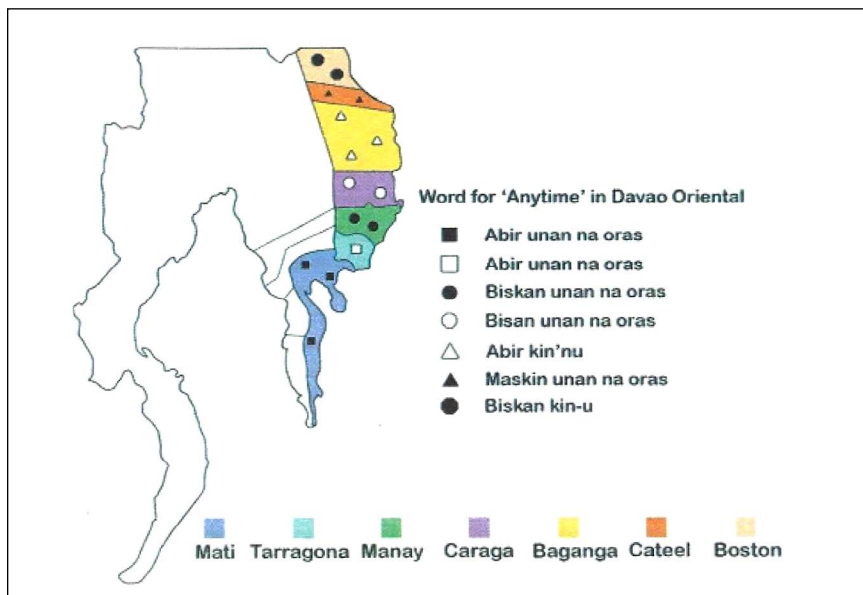 Word for 'Anytime' in Davao Oriental
Abir unan na oras
Abir unan na oras
Biskan unan na oras
Bisan unan na oras
Abir kin'nu
Maskin unan na oras
Biskan kin-u
Mati Tarragona Manay Caraga Baganga Cateel Boston